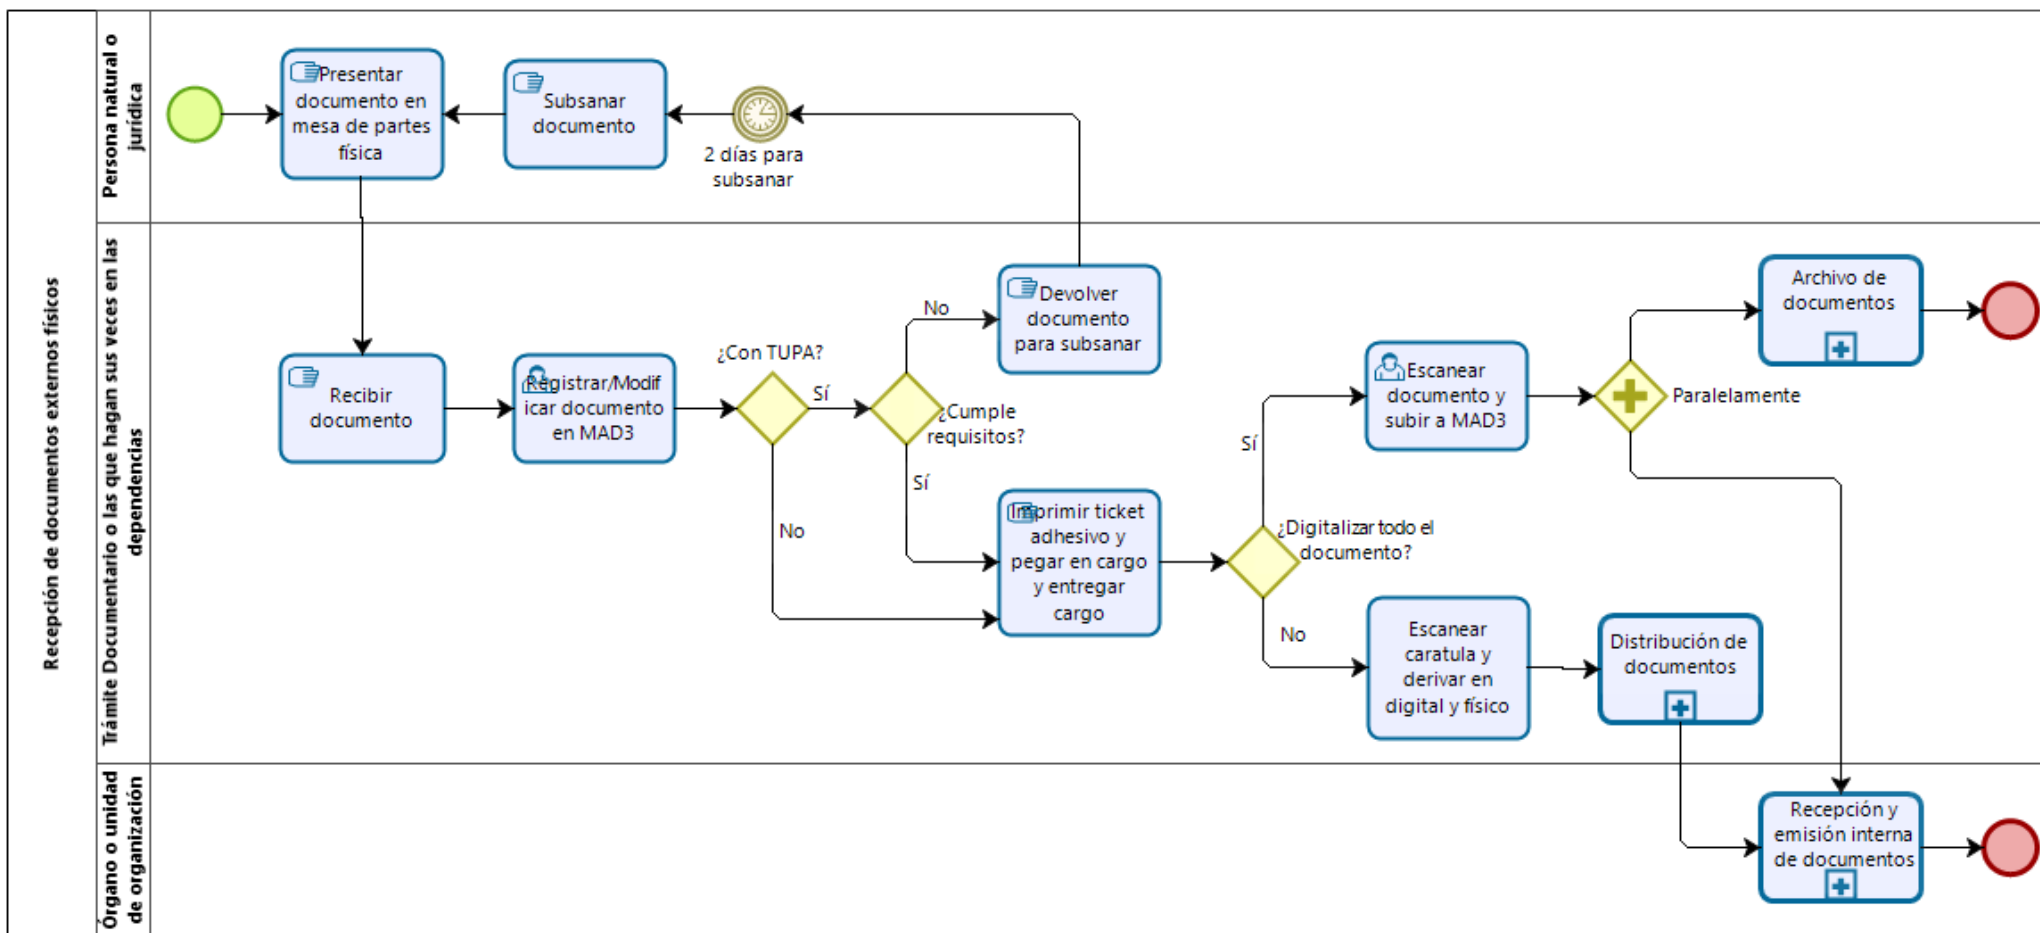 Recepción de documentos externos físicos
Persona natural o
jurídica
Presentar
documento en
mesa de partes
física
Subsanar
documento
2 días para
subsanar
Trámite Documentario o las que hagan sus veces en las
dependencias
Recibir
documento
Registrar/Modif
icar documento
en MAD3
¿Con TUPA?
Sí
No
¿Cumple
requisitos?
No
Sí
Devolver
documento
para subsanar
Imprimir ticket
adhesivo y
pegar en cargo
y entregar
cargo
¿Digitalizar todo el
documento?
Sí
No
Escanear
documento y
subir a MAD3
Paralelamente
Archivo de
documentos
Escanear
caratula y
derivar en
digital y físico
Distribución de
documentos
Órgano o unidad
de organización
Recepción y
emisión interna
de documentos